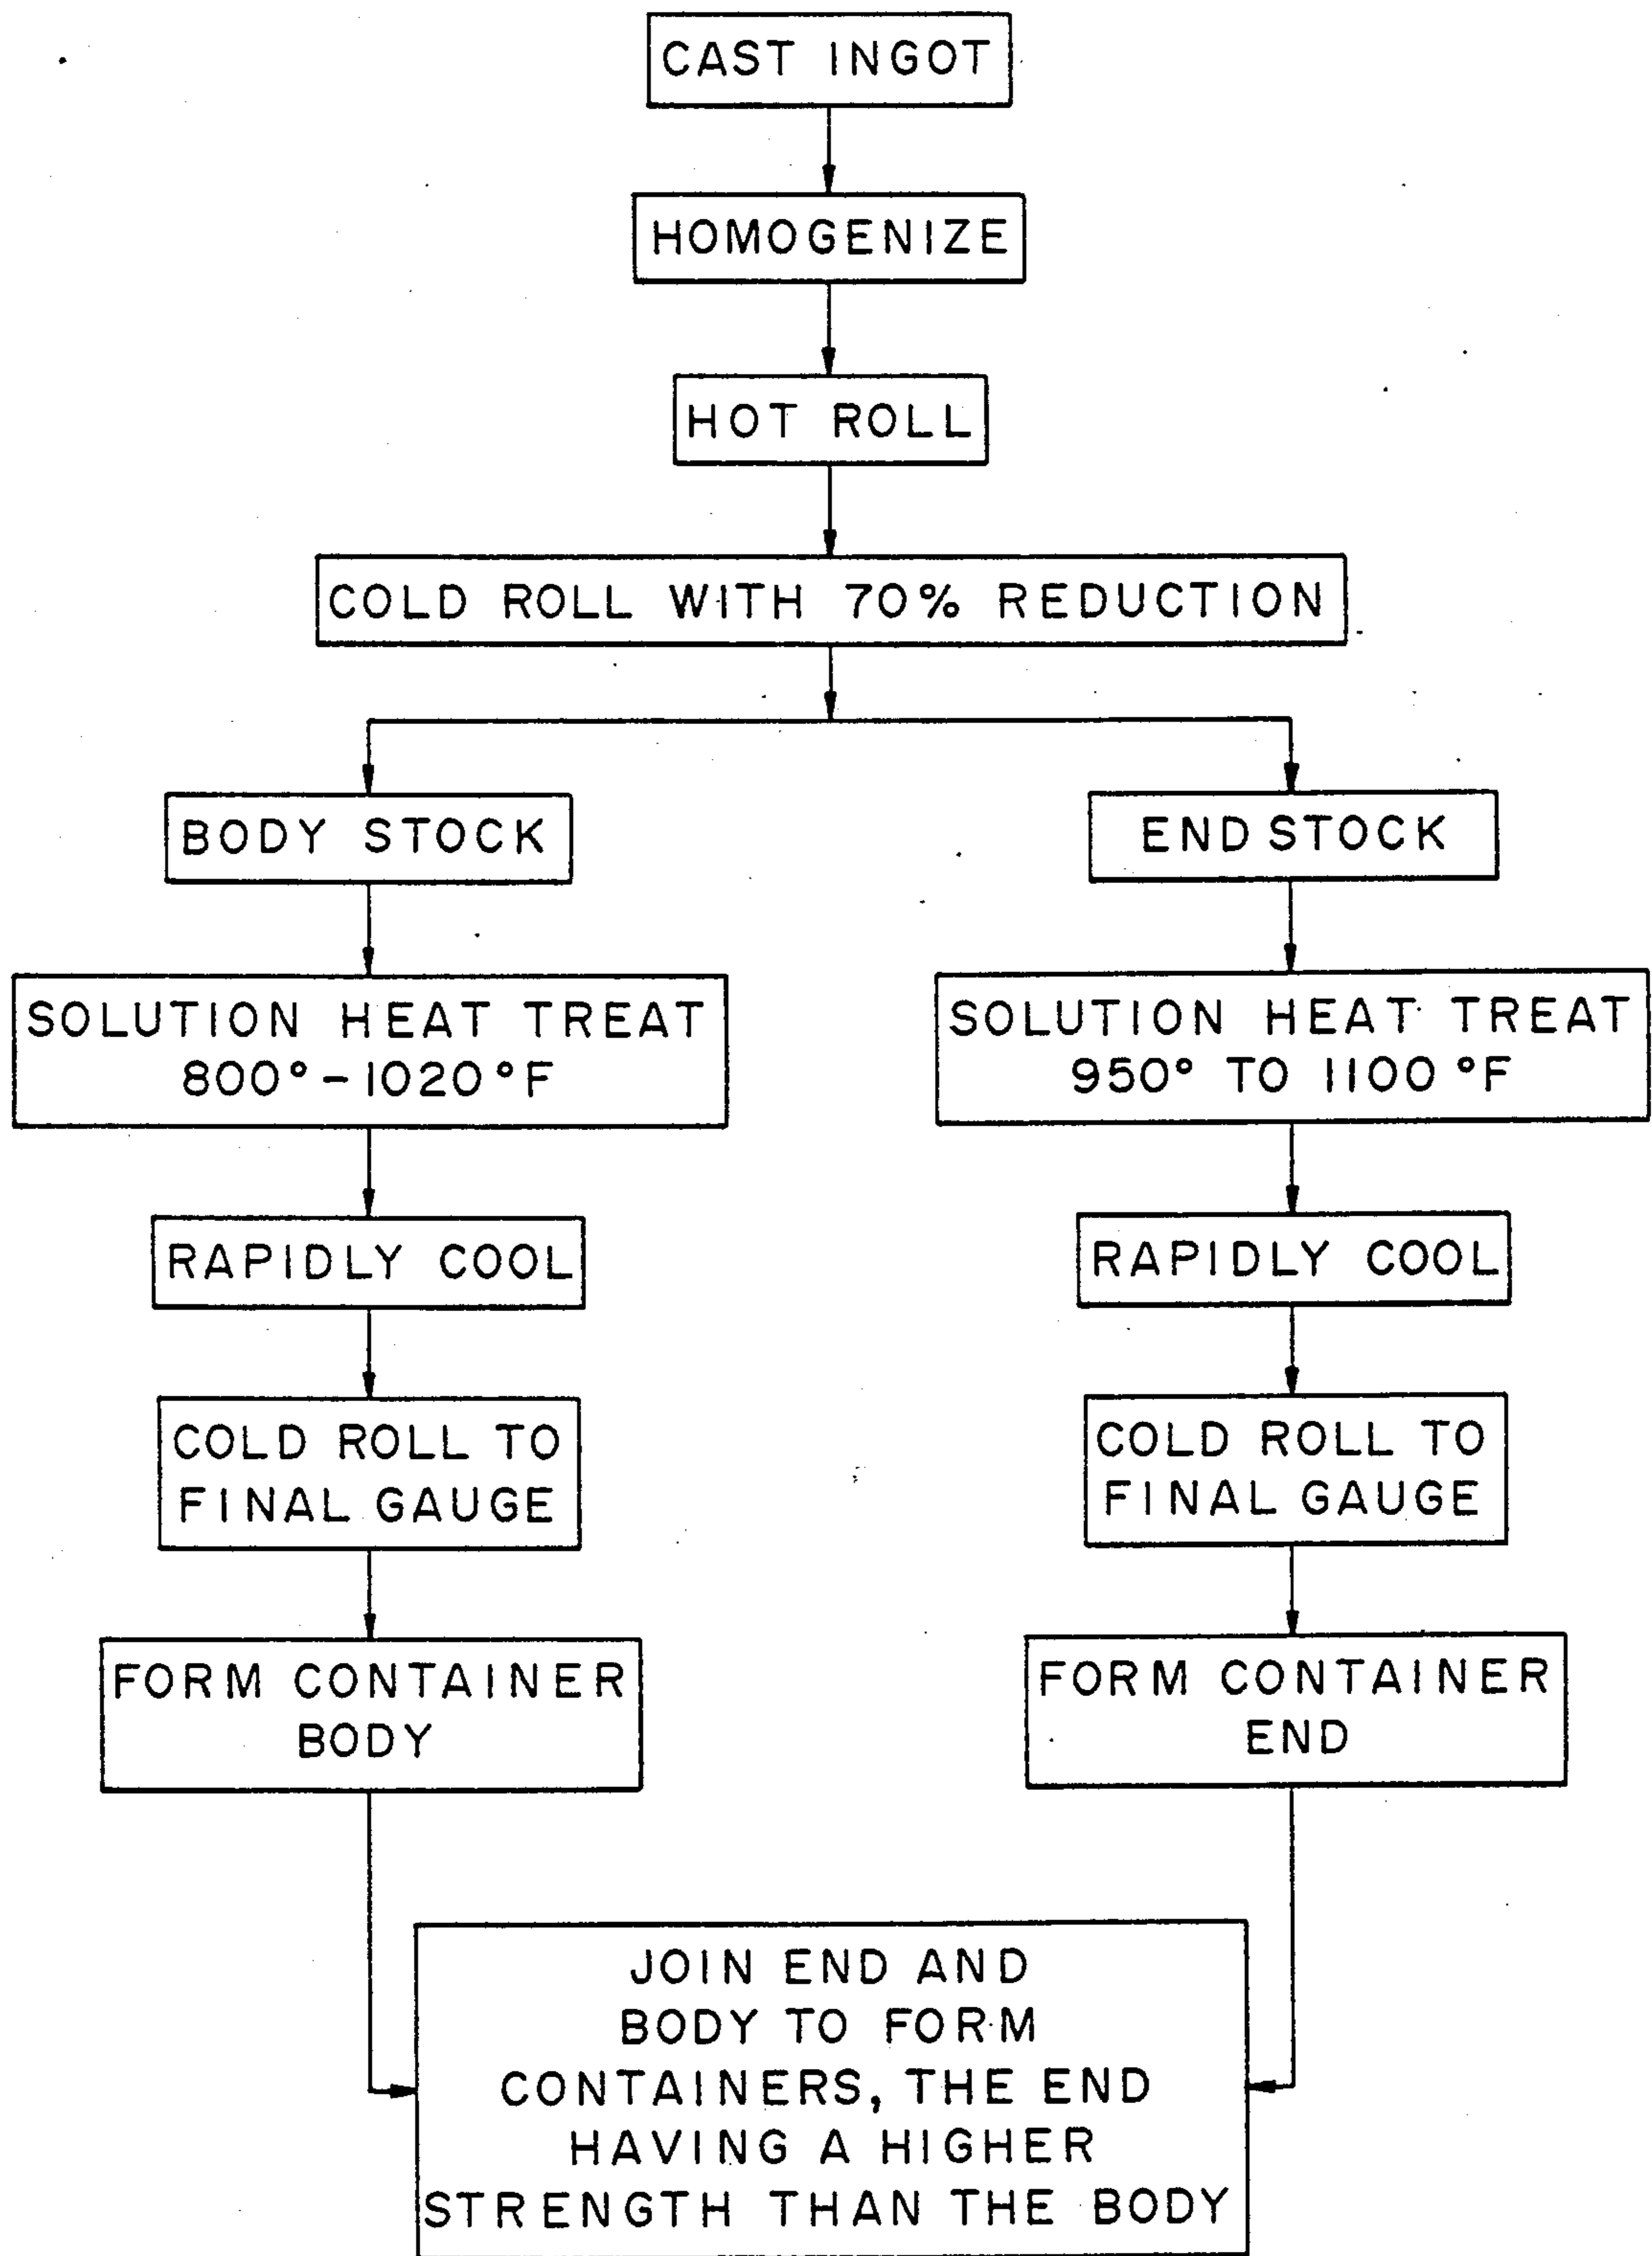 CAST INGOT
HOMOGENIZE
HOT ROLL
COLD ROLL WITH 70% REDUCTION
BODY STOCK
END STOCK
SOLUTION HEAT TREAT
800°-1020°F
SOLUTION HEAT TREAT
950° TO 1100 °F
RAPIDLY COOL
RAPIDLY COOL
COLD ROLL TO
FINAL GAUGE
COLD ROLL TO
FINAL GAUGE
FORM CONTAINER
BODY
FORM CONTAINER
END
JOIN END AND
BODY TO FORM
CONTAINERS, THE END
HAVING A HIGHER
STRENGTH THAN THE BODY